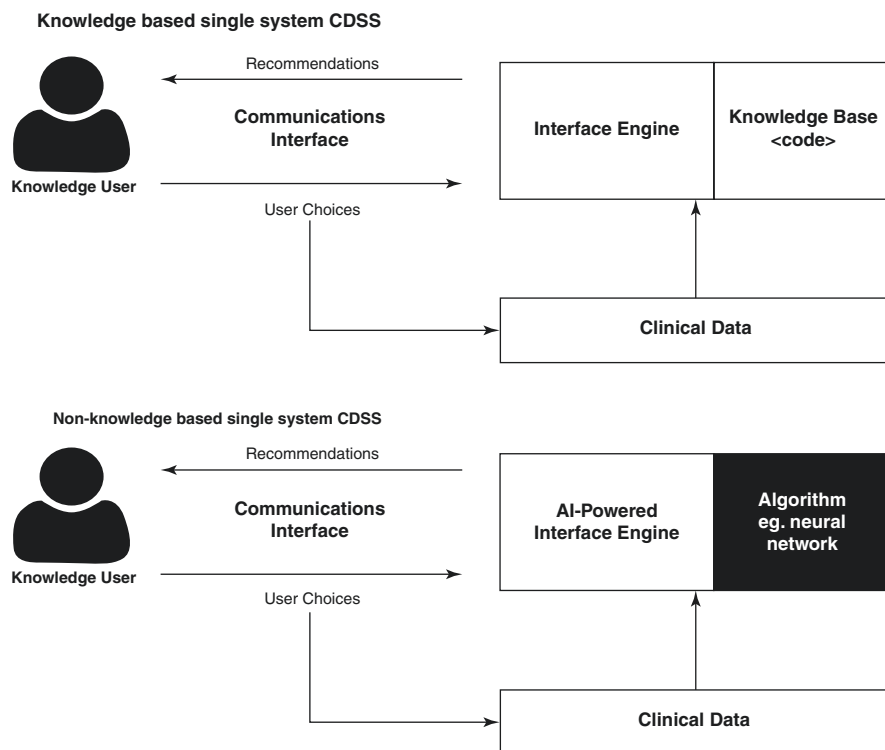 Knowledge based single system CDSS
Recommendations
Communications
Interface
Knowledge User
User Choices
Interface Engine
Knowledge Base
<code>
Clinical Data
Non-knowledge based single system CDSS
Recommendations
Communications
Interface
Knowledge User
User Choices
AI-Powered
Interface Engine
Algorithm
eg. neural
network
Clinical Data